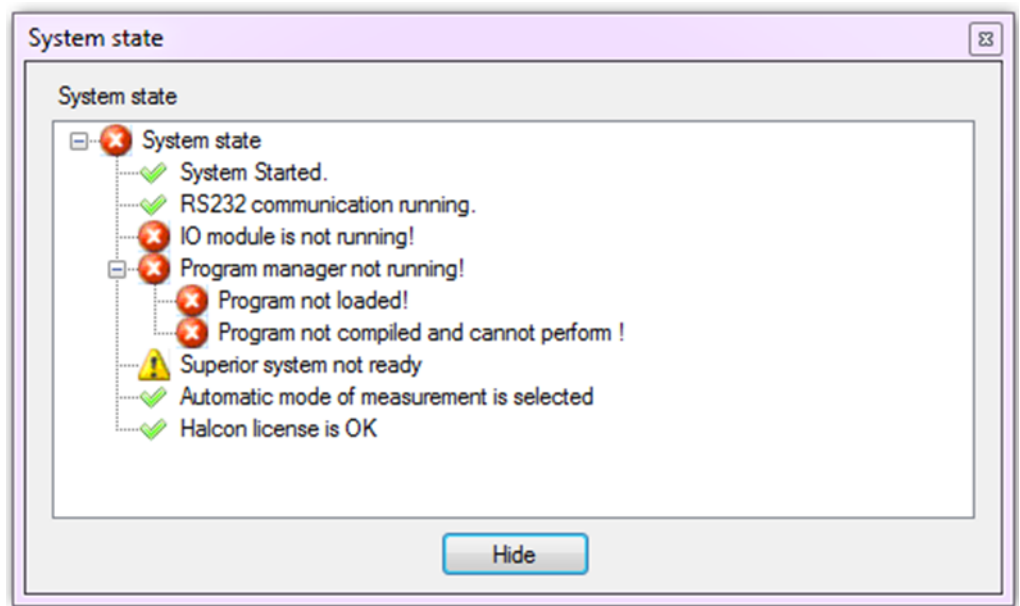 System state
System state
System state
System Started.
RS232 communication running.
IO module is not running!
Program manager not running!
Program not loaded!
Program not compiled and cannot perform !
Superior system not ready
Automatic mode of measurement is selected
Halcon license is OK
Hide